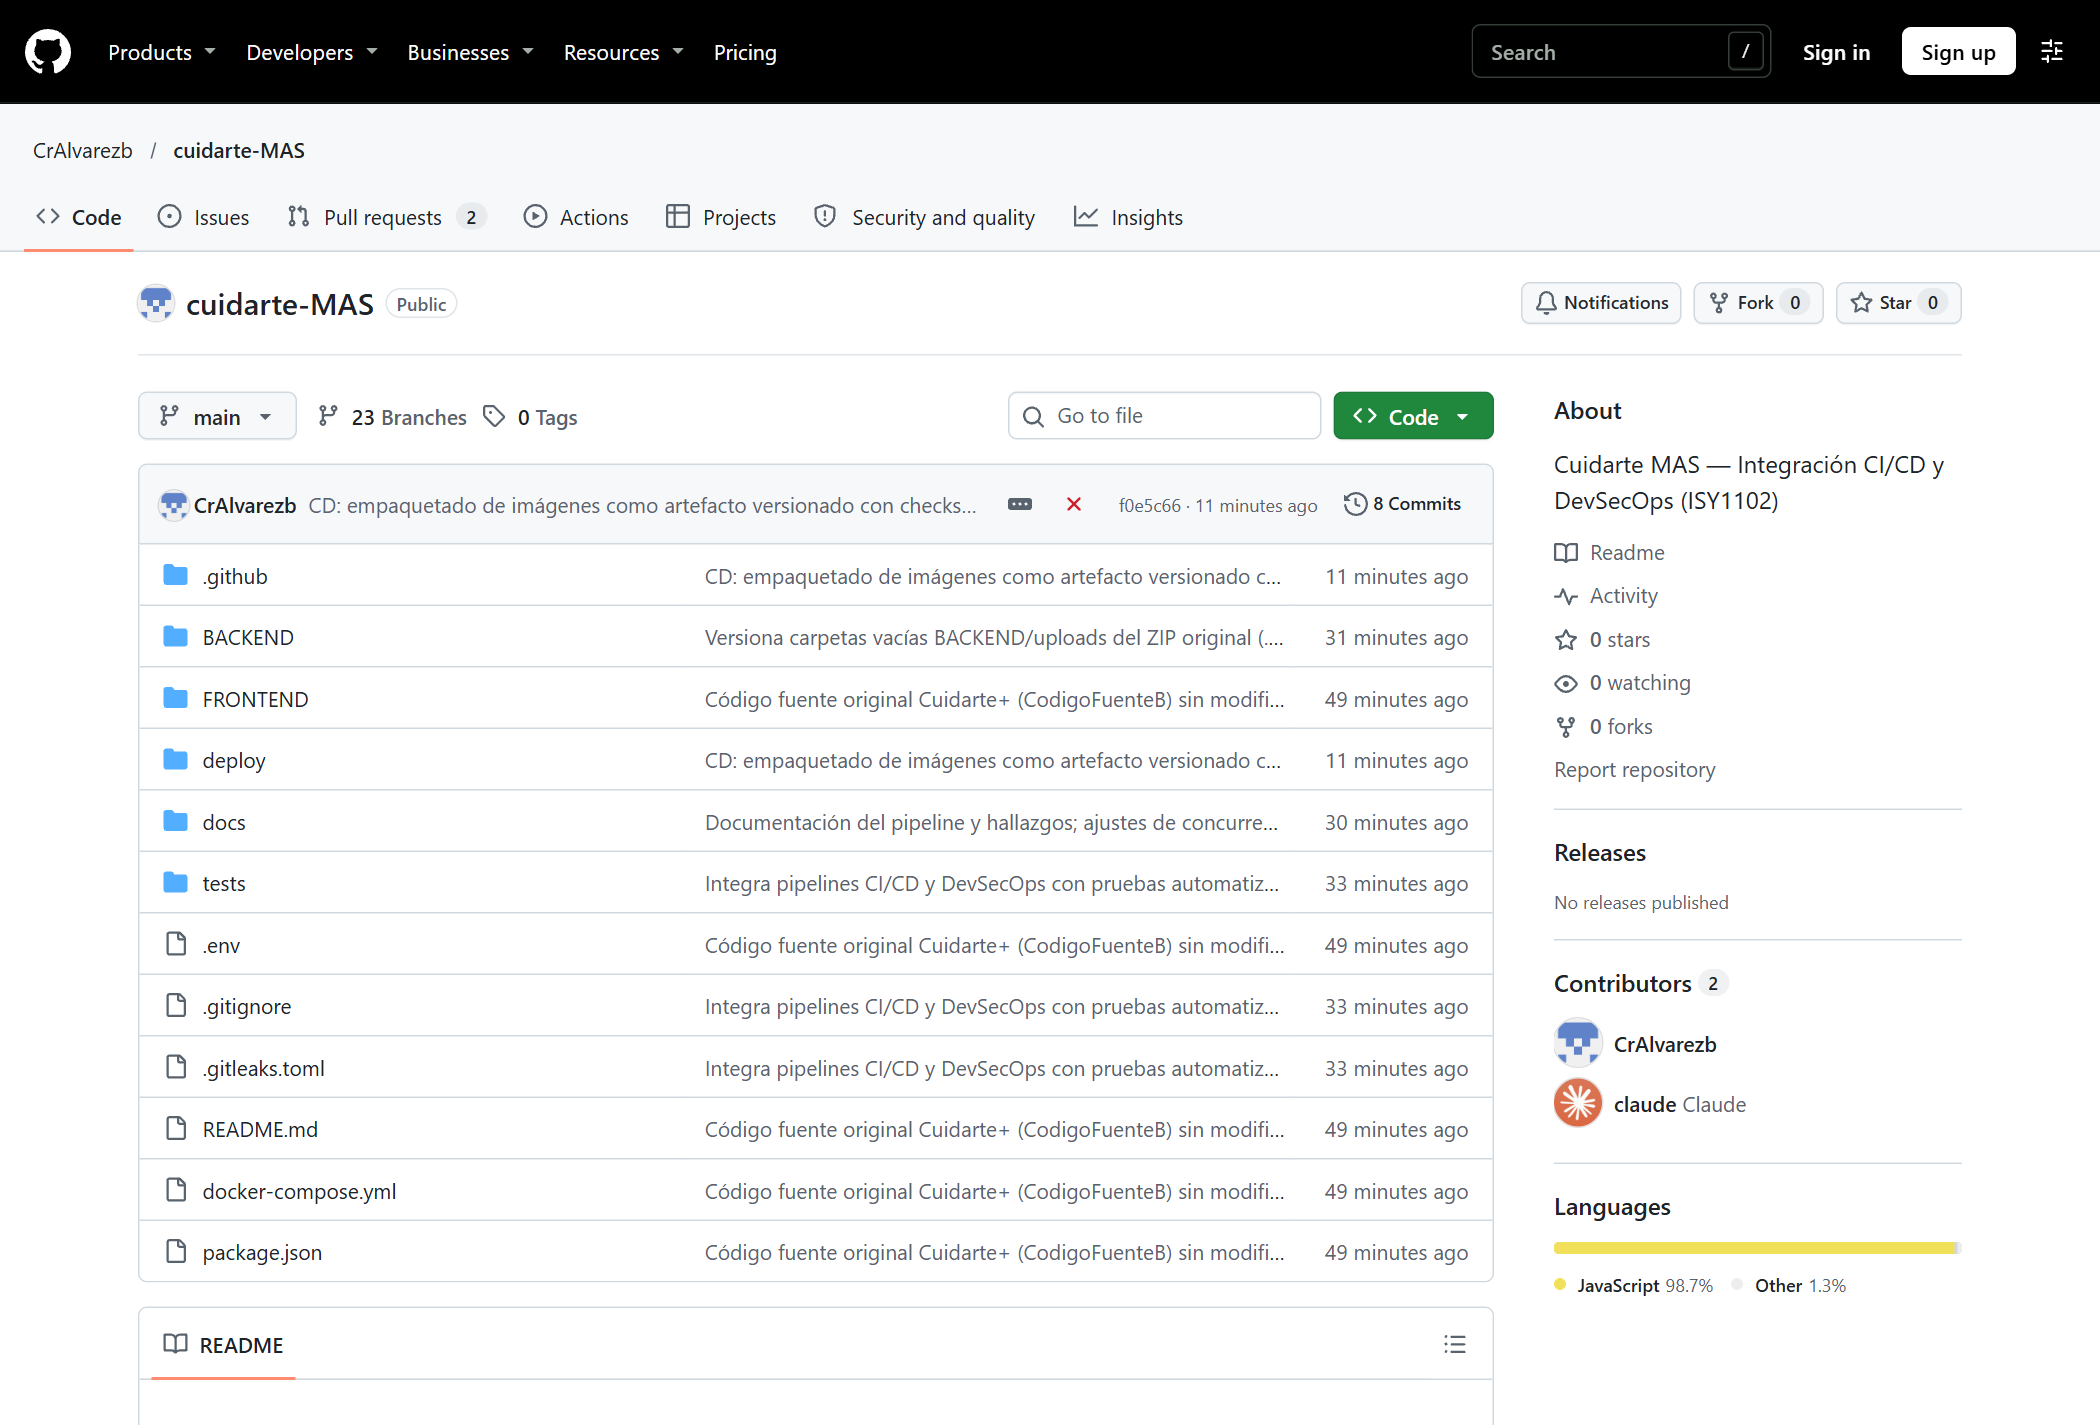 Products Developers Businesses Resources Pricing Search / Sign in Sign up
CrAlvarezb / cuidarte-MAS
Code Issues Pull requests 2 Actions Projects Security and quality Insights
cuidarte-MAS Public Notifications Fork 0 Star 0
main 23 Branches 0 Tags Go to file Code
CrAlvarezb CD: empaquetado de imágenes como artefacto versionado con checks... f0e5c66 · 11 minutes ago 8 Commits
.github CD: empaquetado de imágenes como artefacto versionado c... 11 minutes ago
BACKEND Versiona carpetas vacías BACKEND/uploads del ZIP original (.... 31 minutes ago
FRONTEND Código fuente original Cuidarte+ (CodigoFuenteB) sin modifi... 49 minutes ago
deploy CD: empaquetado de imágenes como artefacto versionado c... 11 minutes ago
docs Documentación del pipeline y hallazgos; ajustes de concurre... 30 minutes ago
tests Integra pipelines CI/CD y DevSecOps con pruebas automatiz... 33 minutes ago
.env Código fuente original Cuidarte+ (CodigoFuenteB) sin modifi... 49 minutes ago
.gitignore Integra pipelines CI/CD y DevSecOps con pruebas automatiz... 33 minutes ago
.gitleaks.toml Integra pipelines CI/CD y DevSecOps con pruebas automatiz... 33 minutes ago
README.md Código fuente original Cuidarte+ (CodigoFuenteB) sin modifi... 49 minutes ago
docker-compose.yml Código fuente original Cuidarte+ (CodigoFuenteB) sin modifi... 49 minutes ago
package.json Código fuente original Cuidarte+ (CodigoFuenteB) sin modifi... 49 minutes ago
README
About
Cuidarte MAS — Integración CI/CD y
DevSecOps (ISY1102)
Readme
Activity
0 stars
0 watching
0 forks
Report repository
Releases
No releases published
Contributors 2
CrAlvarezb
claude Claude
Languages
JavaScript 98.7% Other 1.3%